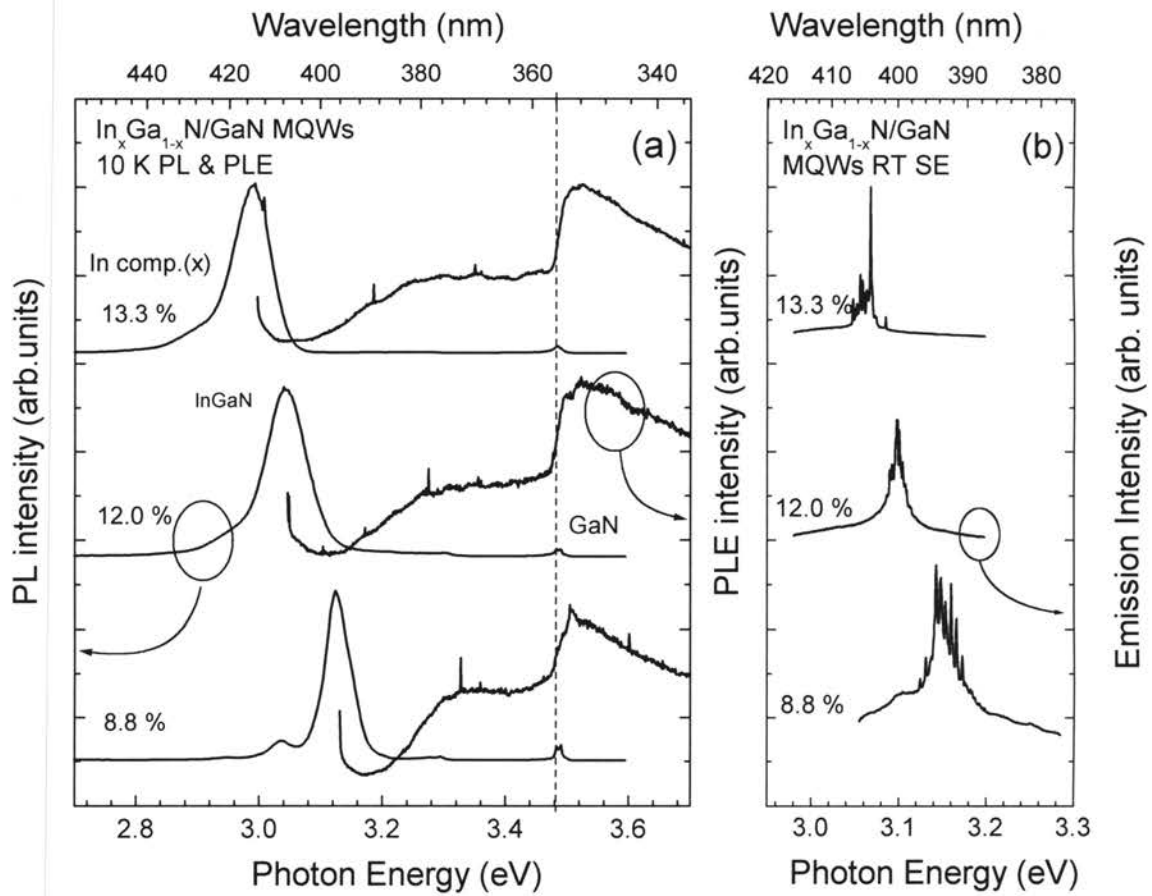 Wavelength (nm)
440 420 400 380 360 340
In_xGa_{1-x}N/GaN MQWs
10 K PL & PLE
(a)
In comp.(x)
13.3 %
InGaN
12.0 %
GaN
8.8 %
PL intensity (arb.units)
PLE intensity (arb.units)
2.8 3.0 3.2 3.4 3.6
Photon Energy (eV)
Wavelength (nm)
420 410 400 390 380
In_xGa_{1-x}N/GaN
MQWs RT SE
(b)
13.3 %
12.0 %
8.8 %
Emission Intensity (arb. units)
3.0 3.1 3.2 3.3
Photon Energy (eV)